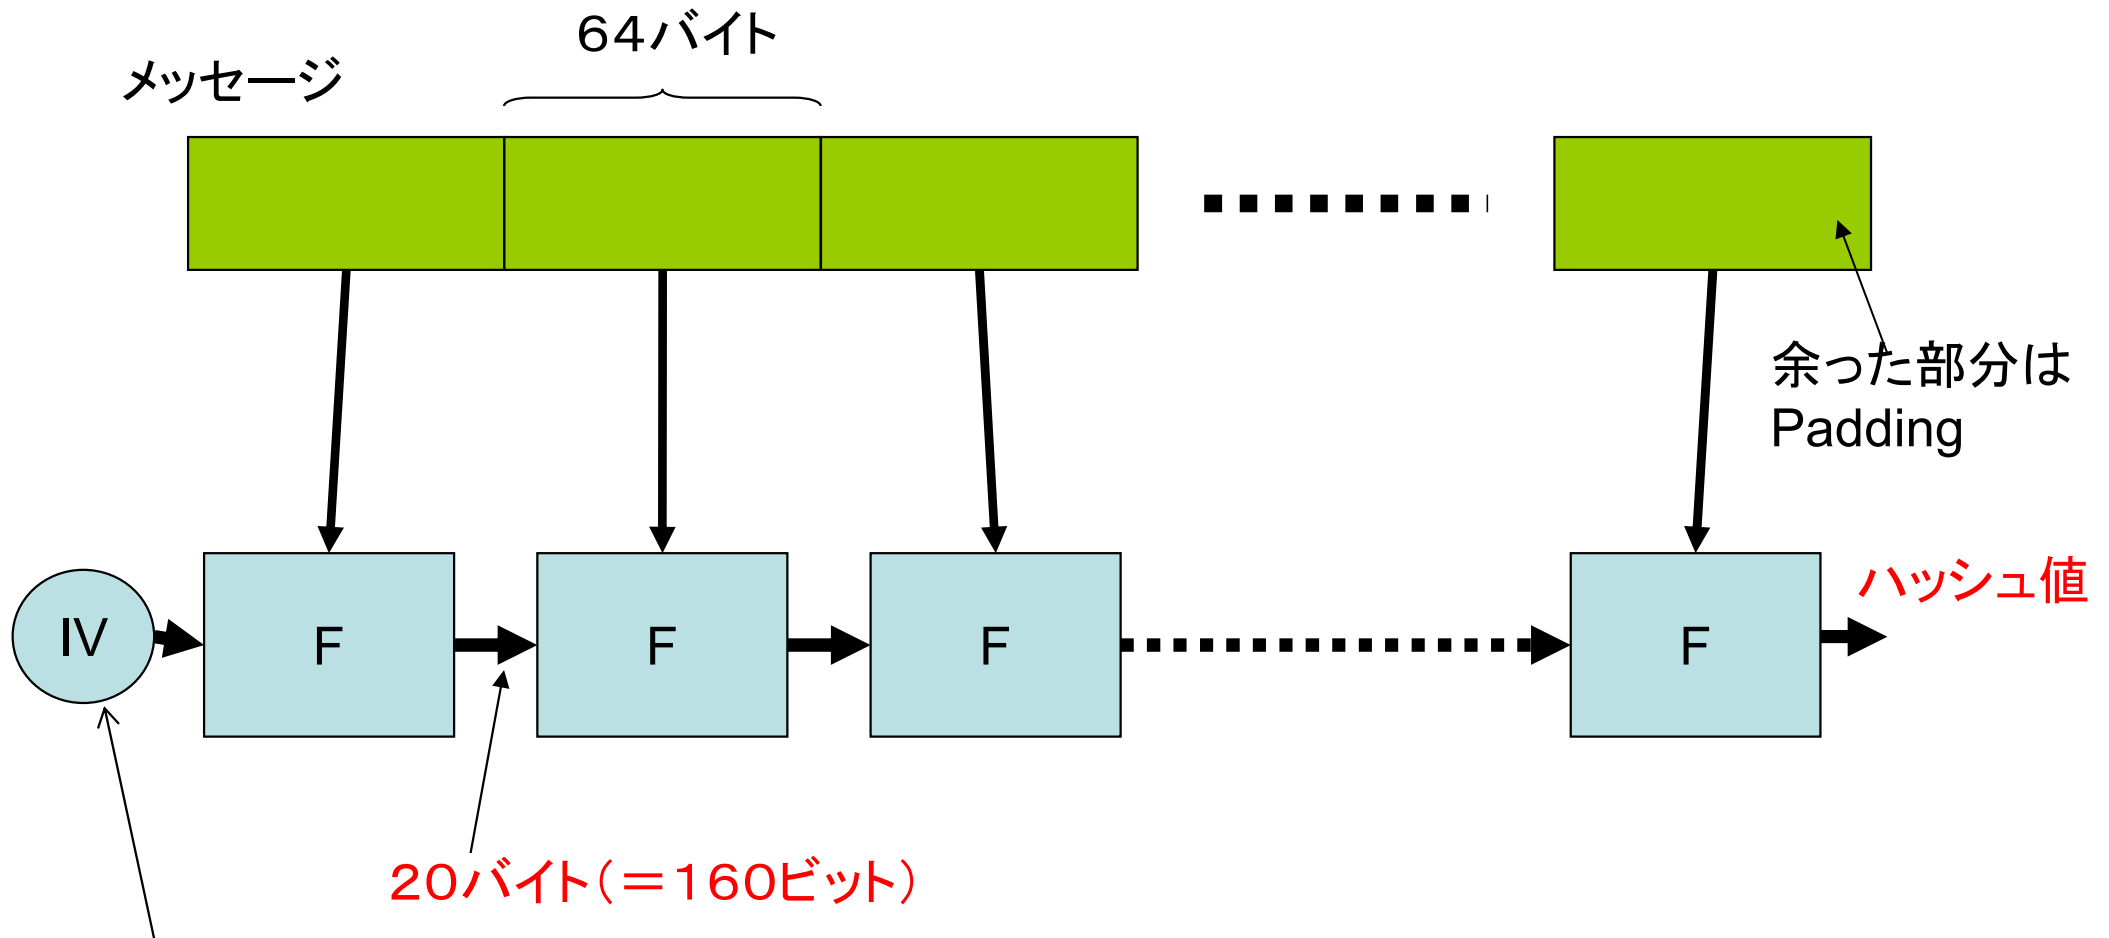 64バイト
メッセージ
余った部分は
Padding
ハッシュ値
IV
F
F
F
F
20バイト(=160ビット)